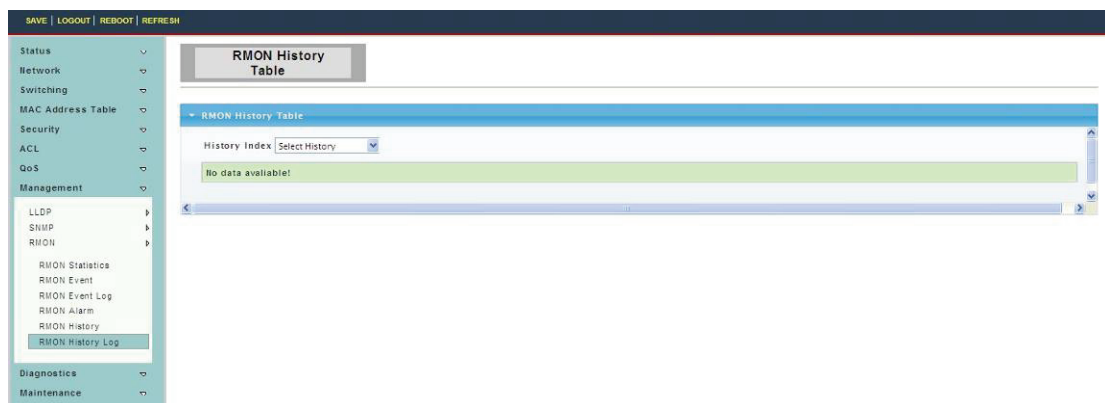 SAVE | LOGOUT | REBOOT | REFRESH
Status
Network
Switching
MAC Address Table
Security
ACL
QoS
Management
LLDP
SNMP
RMON
RMON Statistics
RMON Event
RMON Event Log
RMON Alarm
RMON History
RMON History Log
Diagnostics
Maintenance
RMON History
Table
RMON History Table
History Index Select History
No data avaliable!